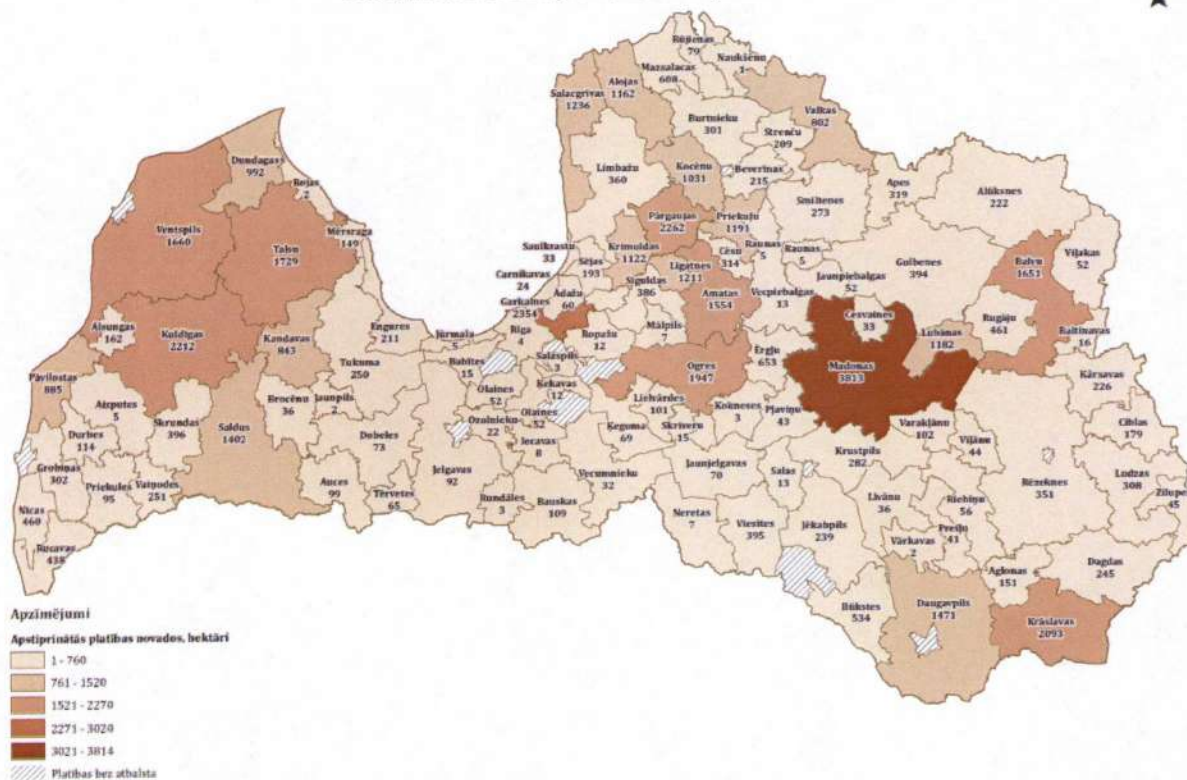 Rūjienas
79
Naukšēnu
1
Mazsalacas
608
Alojas
1162
Salacgrīvas
1236
Valkas
802
Burtnieku
301
Strenču
209
Dundagas
992
Limbažu
360
Kocēnu
1031
Beverīnas
215
Rojas
2
Apes
319
Alūksnes
222
Smiltenes
273
Ventspils
1660
Pārgaujas
2262
Priekuļu
1191
Mērsraga
149
Talsu
1729
Saulkrastu
33
Krimuldas
1122
Cēsu
314
Raunas
5
Raunas
5
Sējas
193
Līgatnes
1211
Gulbenes
394
Balvu
1651
Viļakas
52
Carnikavas
24
Siguldas
386
Jaunpiebalgas
52
Ādažu
60
Garkalnes
2354
Amatas
1554
Vecpiebalgas
13
Alsungas
162
Kuldīgas
2212
Kandavas
843
Engures
211
Jūrmala
5
Rīga
4
Ropažu
12
Mālpils
7
Cesvaines
33
Lubānas
1182
Rugāju
461
Baltinavas
16
Tukuma
250
Babītes
15
Salaspils
3
Ogres
1947
Ērgļu
653
Madonas
3813
Pāvilostas
885
Kārsavas
226
Aizputes
5
Brocēnu
36
Jaunpils
2
Olaines
52
Ķekavas
12
Lielvārdes
101
Kokneses
3
Pļaviņu
43
Skrundas
396
Saldus
1402
Ozolnieku
22
Olaines
52
Varakļānu
102
Ciblas
179
Durbes
114
Dobeles
73
Iecavas
8
Ķeguma
69
Skrīveru
15
Viļānu
44
Krustpils
282
Grobiņas
302
Jelgavas
92
Vecumnieku
32
Jaunjelgavas
70
Salas
13
Rēzeknes
351
Ludzas
308
Priekules
95
Vaiņodes
251
Auces
99
Tērvetes
65
Rundāles
3
Bauskas
109
Līvānu
36
Riebiņu
56
Zilupes
45
Nīcas
460
Neretas
7
Viesītes
395
Jēkabpils
239
Preiļu
41
Vārkavas
2
Rucavas
438
Aglonas
151
Dagdas
245
Ilūkstes
534
Daugavpils
1471
Krāslavas
2093
Apzīmējumi
Apstiprinātās platības novados, hektāri
1 - 760
761 - 1520
1521 - 2270
2271 - 3020
3021 - 3814
Platības bez atbalsta